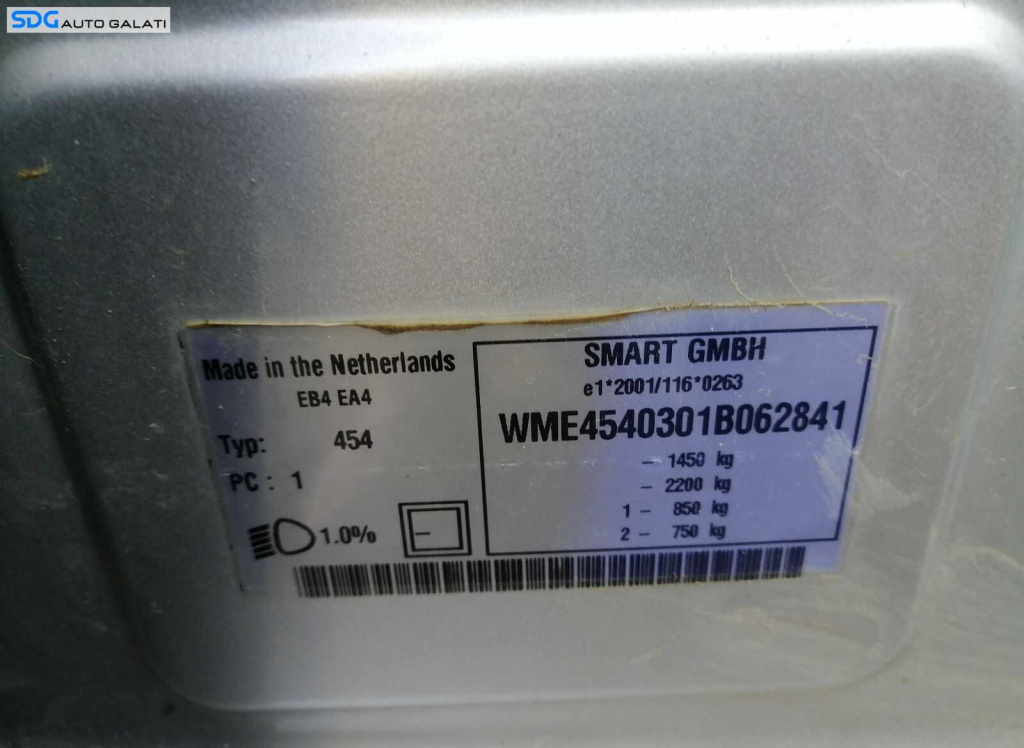 SDG AUTO GALATI
Made in the Netherlands
EB4 EA4
Typ: 454
PC : 1
1.0%
SMART GMBH
e1*2001/116*0263
WME4540301B062841
- 1450 kg
- 2200 kg
1 - 850 kg
2 - 750 kg